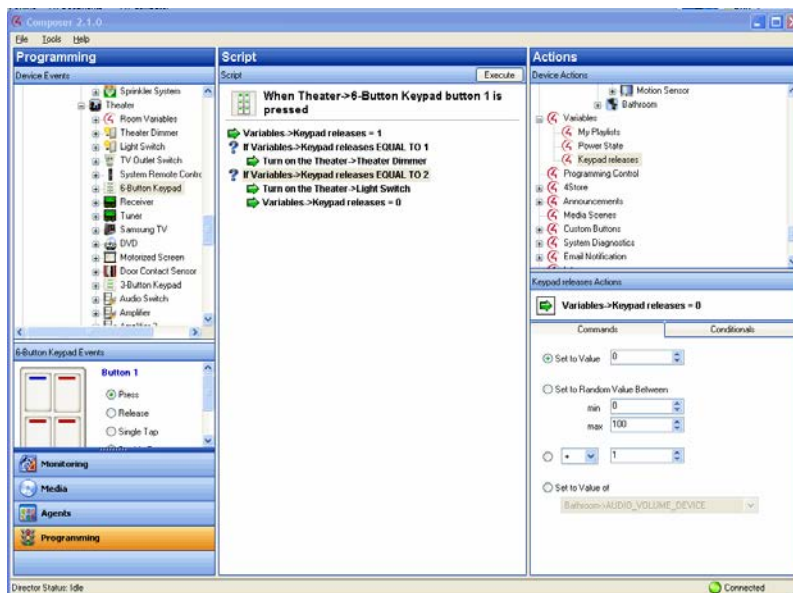 Composer 2.1.0
File Tools Help
Programming
Device Events
Sprinkler System
Theater
Room Variables
Theater Dimmer
Light Switch
TV Outlet Switch
System Remote Contrc
6-Button Keypad
Receiver
Tuner
Samsung TV
DVD
Motorized Screen
Door Contact Sensor
3-Button Keypad
Audio Switch
Amplifier
6-Button Keypad Events
Button 1
Press
Release
Single Tap
Monitoring
Media
Agents
Programming
Script
Script Execute
When Theater->6-Button Keypad button 1 is
pressed
Variables->Keypad releases = 1
If Variables->Keypad releases EQUAL TO 1
Turn on the Theater->Theater Dimmer
If Variables->Keypad releases EQUAL TO 2
Turn on the Theater->Light Switch
Variables->Keypad releases = 0
Actions
Device Actions
Motion Sensor
Bathroom
Variables
My Playlists
Power State
Keypad releases
Programming Control
4Store
Announcements
Media Scenes
Custom Buttons
System Diagnostics
Email Notification
Keypad releases Actions
Variables->Keypad releases = 0
Commands Conditionals
Set to Value 0
Set to Random Value Between
min 0
max 100
+ 1
Set to Value of
Bathroom->AUDIO_VOLUME_DEVICE
Director Status: Idle Connected